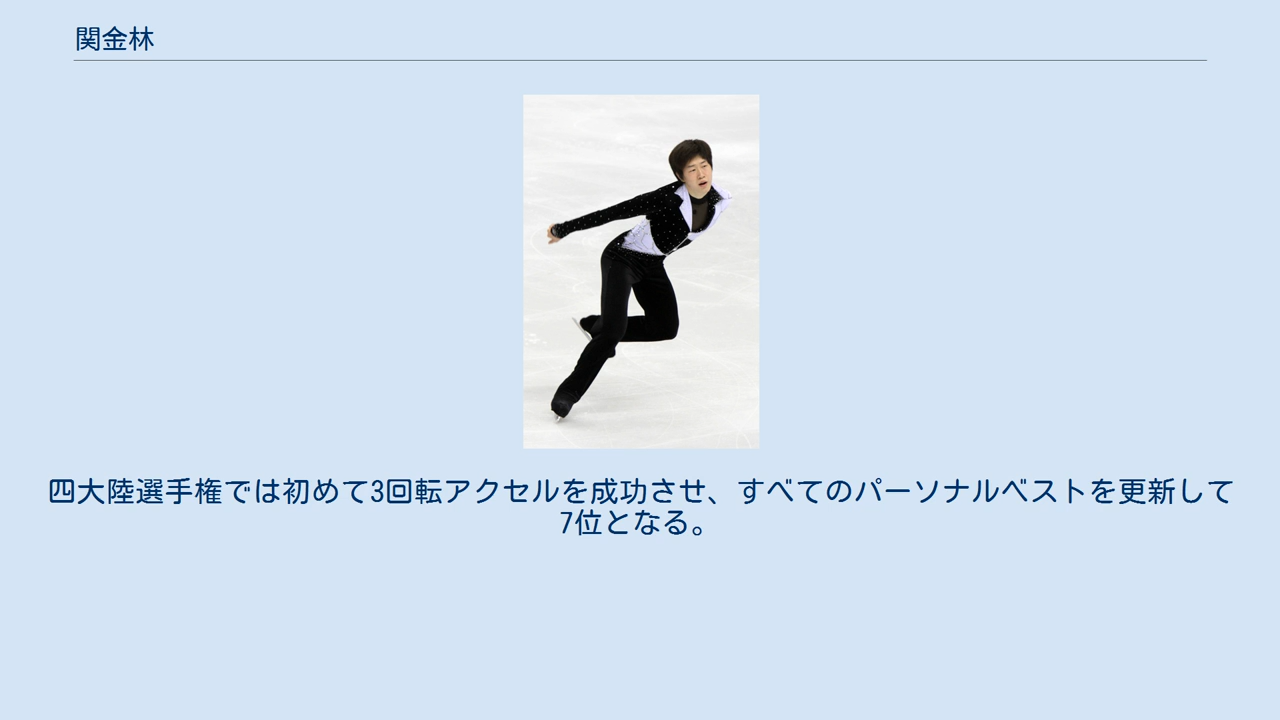 関金林
四大陸選手権では初めて3回転アクセルを成功させ、すべてのパーソナルベストを更新して
7位となる。